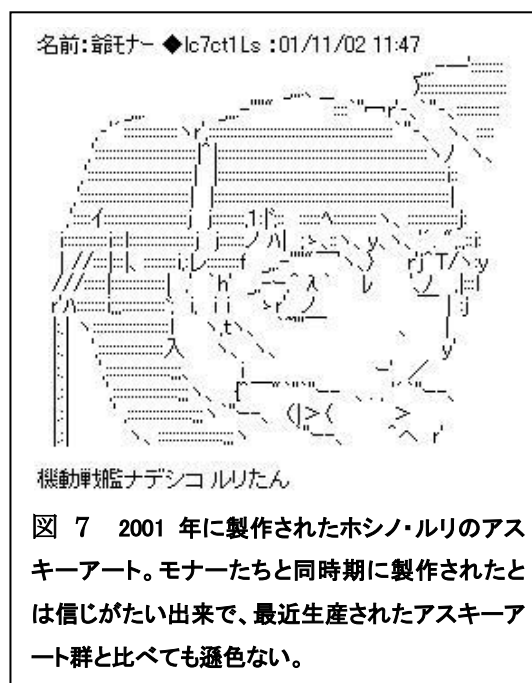 名前：爺モナー ◆Ic7ct1Ls ：01/11/02 11:47
機動戦艦ナデシコ ルリたん
図 7 2001 年に製作されたホシノ・ルリのアス
キーアート。モナーたちと同時期に製作されたと
は信じがたい出来で、最近生産されたアスキーア
ート群と比べても遜色ない。